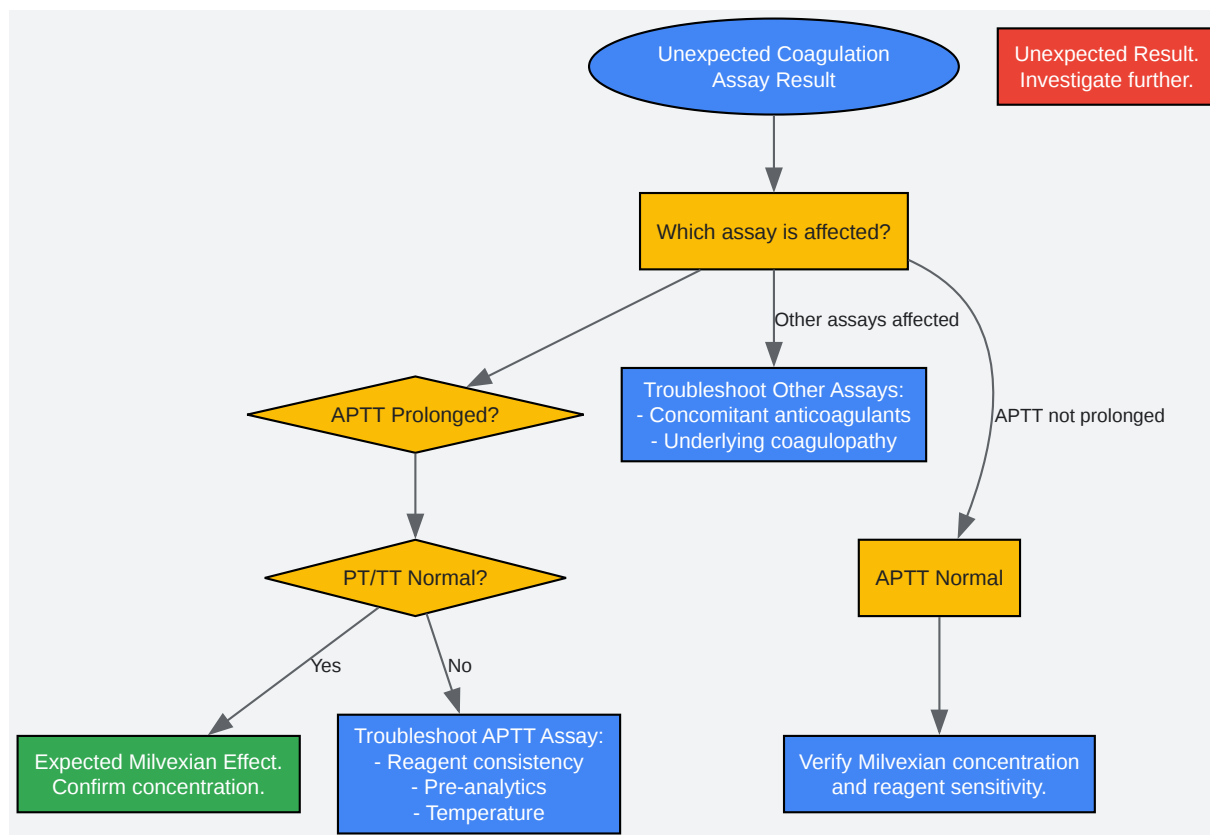 Unexpected Coagulation
Assay Result
Unexpected Result.
Investigate further.
Which assay is affected?
Other assays affected
APTT Prolonged?
Troubleshoot Other Assays:
- Concomitant anticoagulants
- Underlying coagulopathy
APTT not prolonged
PT/TT Normal?
APTT Normal
Yes
No
Expected Milvexian Effect.
Confirm concentration.
Troubleshoot APTT Assay:
- Reagent consistency
- Pre-analytics
- Temperature
Verify Milvexian concentration
and reagent sensitivity.